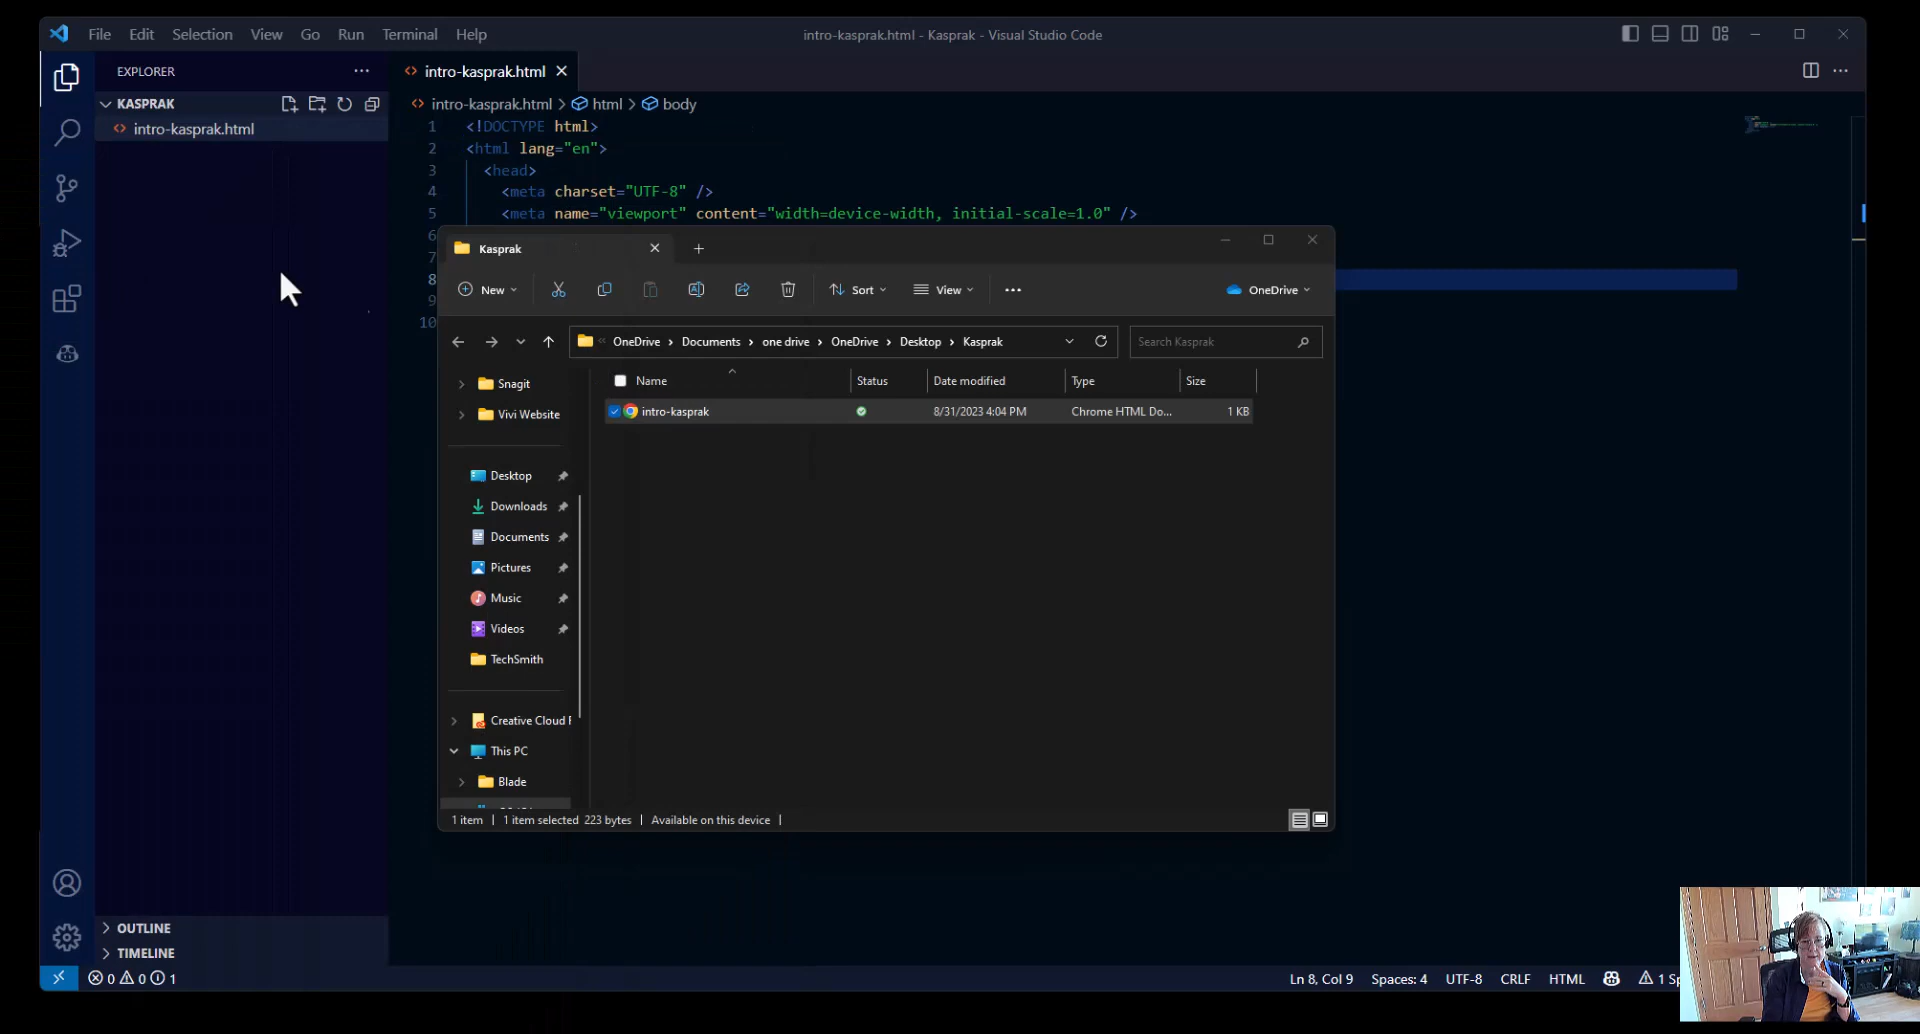 File Edit Selection View Go Run Terminal Help
intro-kasprak.html - Kasprak - Visual Studio Code
EXPLORER
KASPRAK
intro-kasprak.html
OUTLINE
TIMELINE
intro-kasprak.html
intro-kasprak.html > html > body
1 <!DOCTYPE html>
2 <html lang="en">
3 <head>
4 <meta charset="UTF-8" />
5 <meta name="viewport" content="width=device-width, initial-scale=1.0" />
6
7
8
9
10
Kasprak
New Sort View OneDrive
« OneDrive > Documents > one drive > OneDrive > Desktop > Kasprak
Search Kasprak
Snagit
Vivi Website
Desktop
Downloads
Documents
Pictures
Music
Videos
TechSmith
Creative Cloud F
This PC
Blade
Name Status Date modified Type Size
intro-kasprak 8/31/2023 4:04 PM Chrome HTML Do... 1 KB
1 item | 1 item selected 223 bytes | Available on this device |
0 0 1
Ln 8, Col 9 Spaces: 4 UTF-8 CRLF HTML 1 Sp